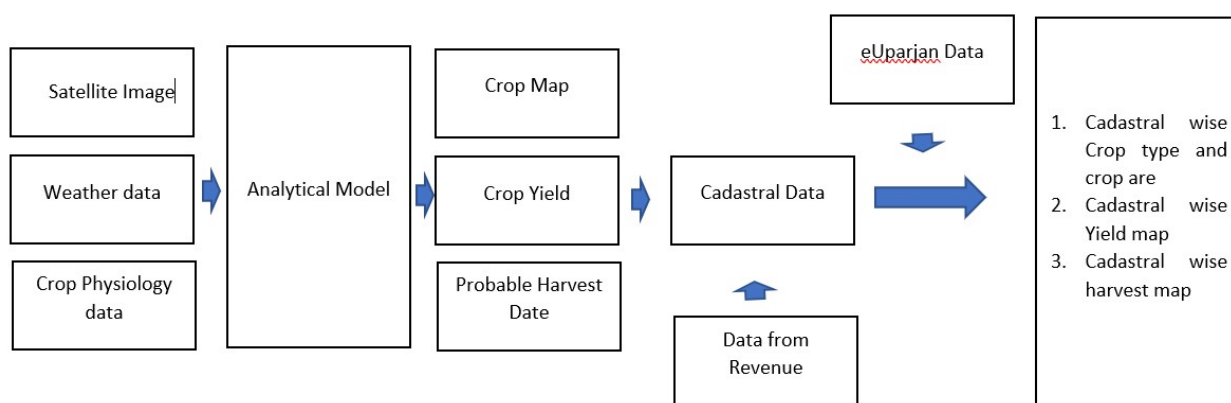 Satellite Image
Weather data
Crop Physiology
data
Analytical Model
Crop Map
Crop Yield
Probable Harvest
Date
Cadastral Data
Data from
Revenue
eUparjan Data
1. Cadastral wise
Crop type and
crop are
2. Cadastral wise
Yield map
3. Cadastral wise
harvest map